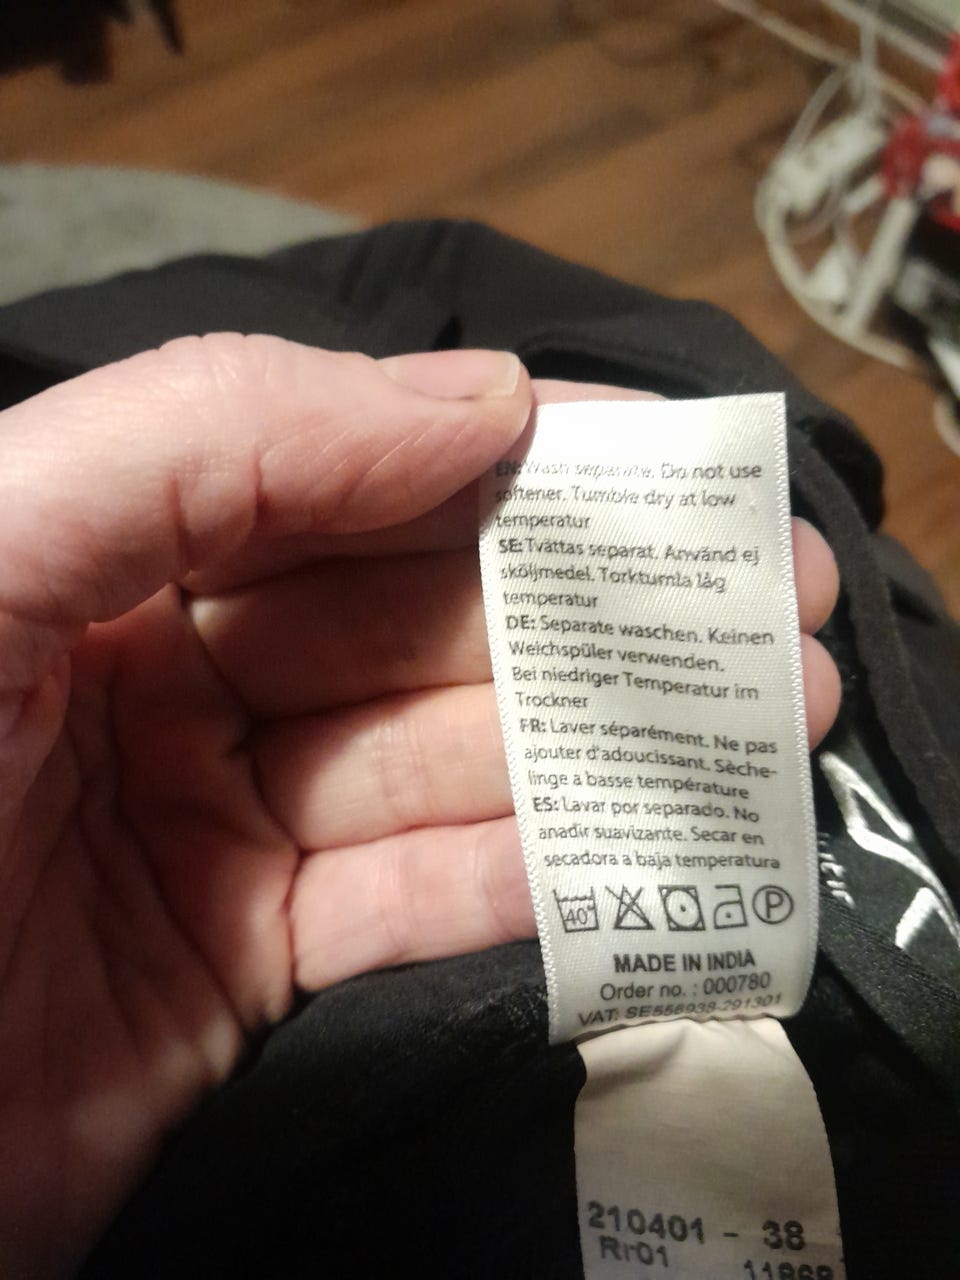 EN: Wash separate. Do not use
softener. Tumble dry at low
temperatur
SE: Tvättas separat. Använd ej
sköljmedel. Torktumla låg
temperatur
DE: Separate waschen. Keinen
Weichspüler verwenden.
Bei niedriger Temperatur im
Trockner
FR: Laver séparément. Ne pas
ajouter d'adoucissant. Sèche-
linge a basse température
ES: Lavar por separado. No
anadir suavizante. Secar en
secadora a baja temperatura
40° P
MADE IN INDIA
Order no. : 000780
VAT: SE556938-291301
210401 - 38
Rr01